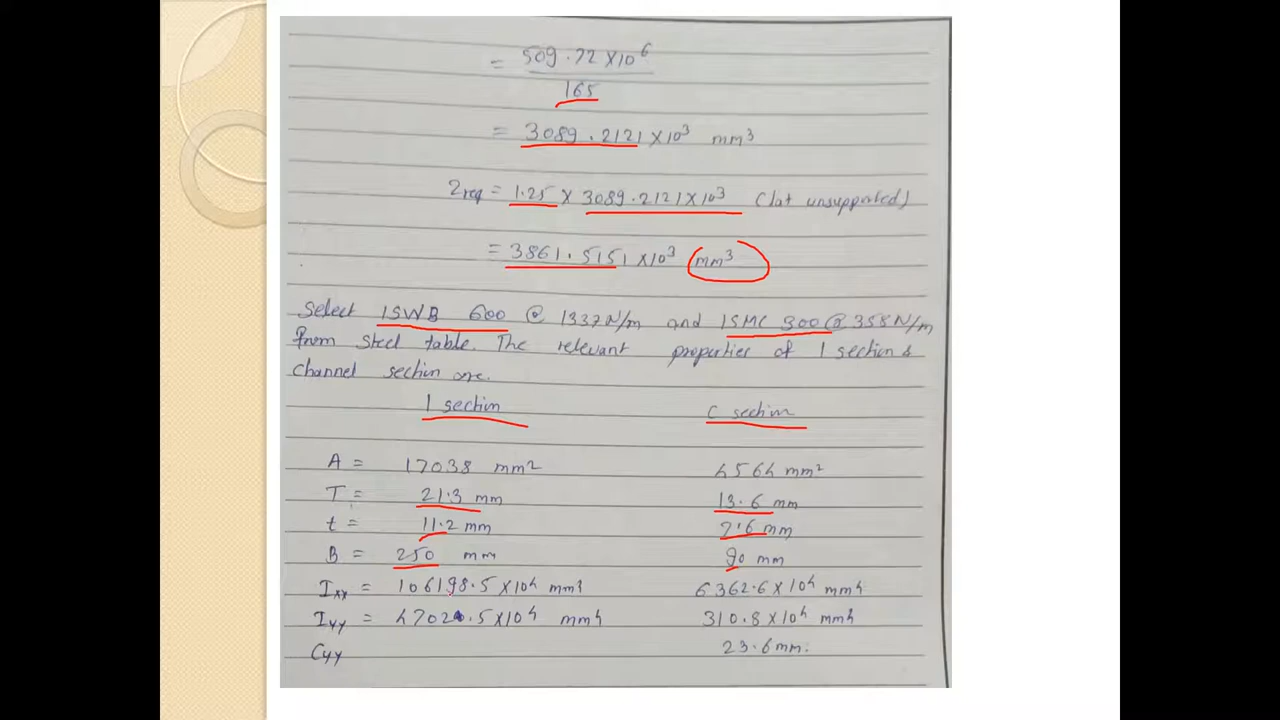 = 509.72 × 10⁶
165
= 3089.2121 × 10³ mm³
Zreq = 1.25 × 3089.2121 × 10³ (lat unsupported)
= 3861.5151 × 10³ mm³
Select ISWB 600 @ 1337 N/m and ISMC 300 @ 358 N/m
from steel table. The relevant properties of I section &
channel section are.
I section C section
A = 17038 mm² 4564 mm²
T = 21.3 mm 13.6 mm
t = 11.2 mm 7.6 mm
B = 250 mm 90 mm
Ixx = 106198.5 × 10⁴ mm⁴ 6362.6 × 10⁴ mm⁴
Iyy = 4702.5 × 10⁴ mm⁴ 310.8 × 10⁴ mm⁴
Cyy 23.6 mm.